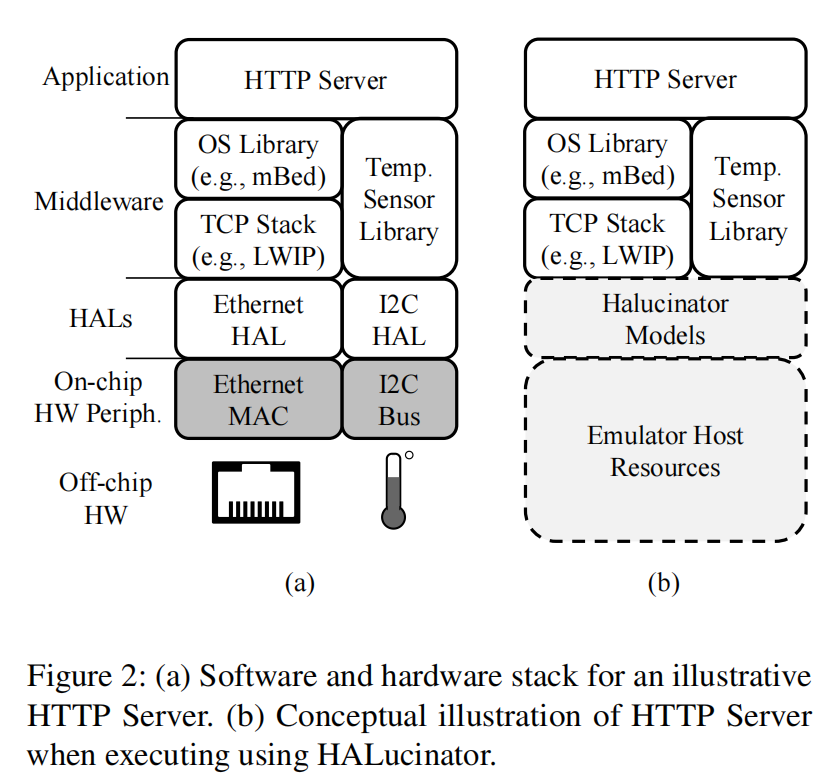 Application
HTTP Server
HTTP Server
Middleware
OS Library
(e.g., mBed)
TCP Stack
(e.g., LWIP)
Temp.
Sensor
Library
OS Library
(e.g., mBed)
TCP Stack
(e.g., LWIP)
Temp.
Sensor
Library
HALs
Ethernet
HAL
I2C
HAL
Halucinator
Models
On-chip
HW Periph.
Ethernet
MAC
I2C
Bus
Emulator Host
Resources
Off-chip
HW
(a)
(b)
Figure 2: (a) Software and hardware stack for an illustrative
HTTP Server. (b) Conceptual illustration of HTTP Server
when executing using HALucinator.